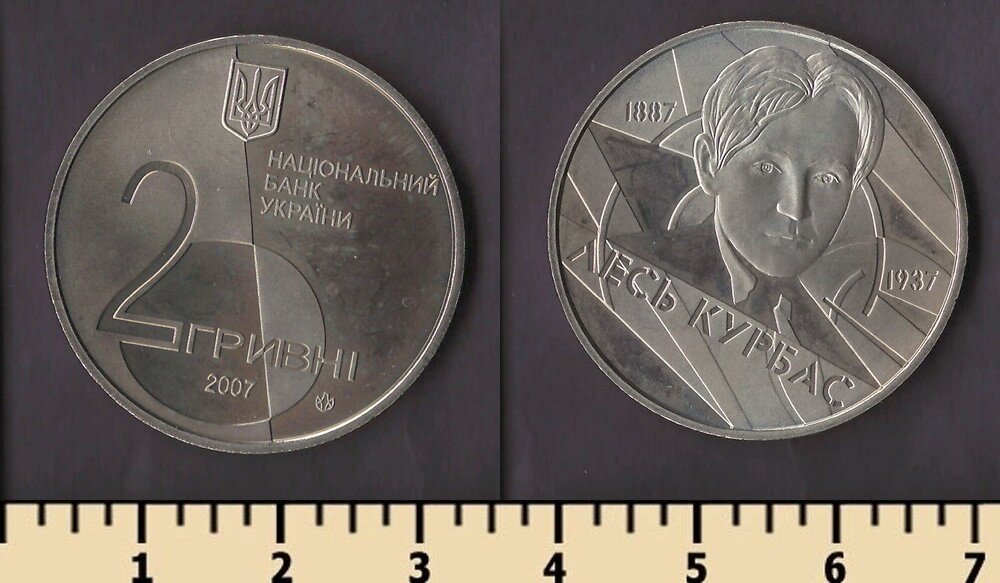 НАЦІОНАЛЬНИЙ
БАНК
УКРАЇНИ
2 ГРИВНІ
2007
1887
1937
ЛЕСЬ КУРБАС
1 2 3 4 5 6 7